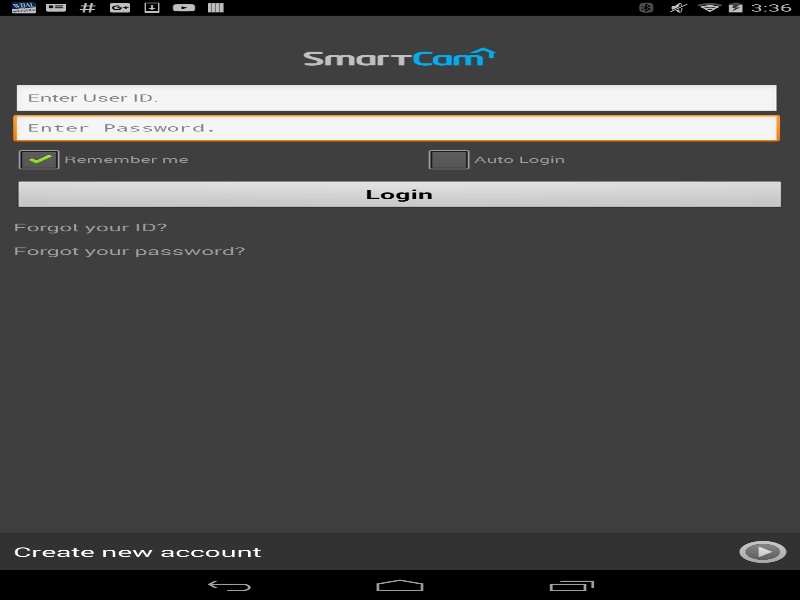 WBAL
#
G+
3:36
SmartCam
Enter User ID.
Enter Password.
Remember me
Auto Login
Login
Forgot your ID?
Forgot your password?
Create new account